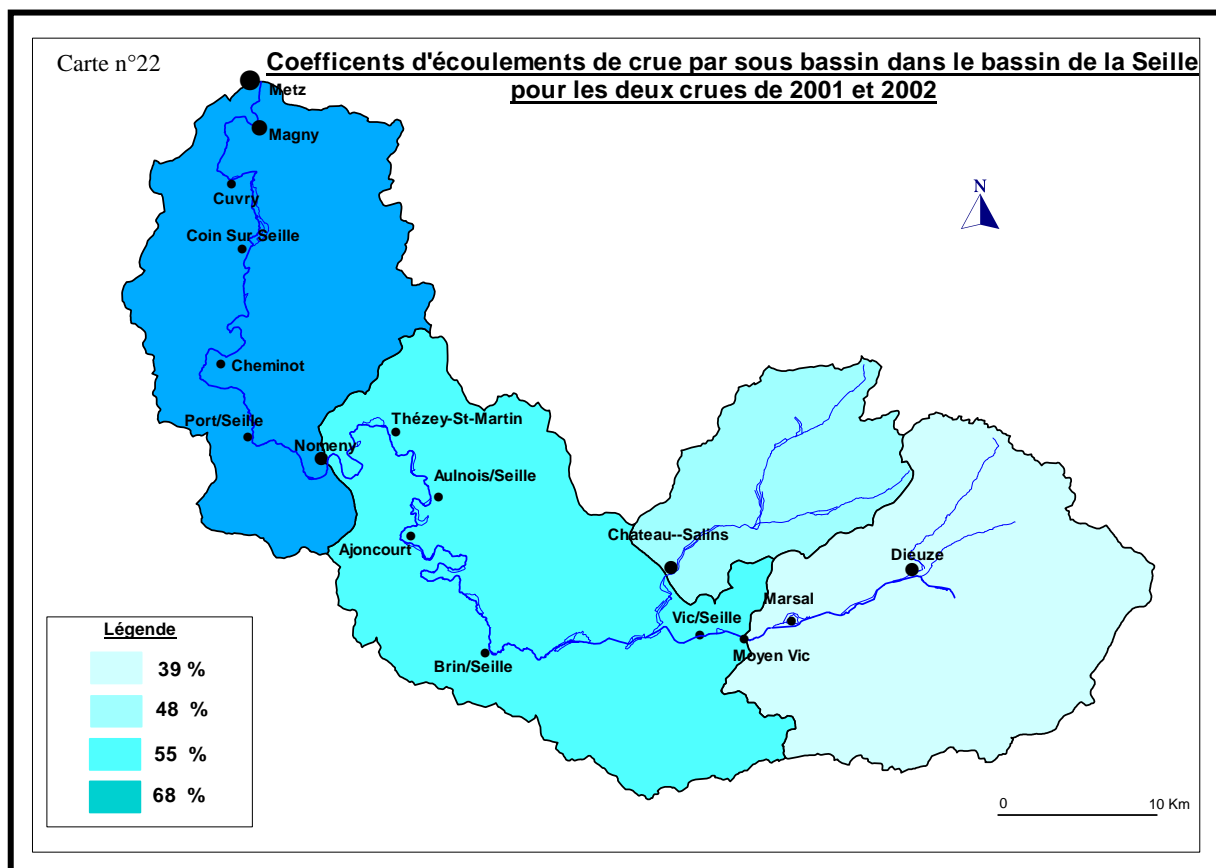 Carte n°22
Coefficents d'écoulements de crue par sous bassin dans le bassin de la Seille
pour les deux crues de 2001 et 2002
Metz
Magny
N
Cuvry
Coin Sur Seille
Cheminot
Port/Seille
Thézey-St-Martin
Nomeny
Aulnois/Seille
Ajoncourt
Château--Salins
Dieuze
Marsal
Vic/Seille
Moyen Vic
Brin/Seille
Légende
39 %
48 %
55 %
68 %
0 10 Km